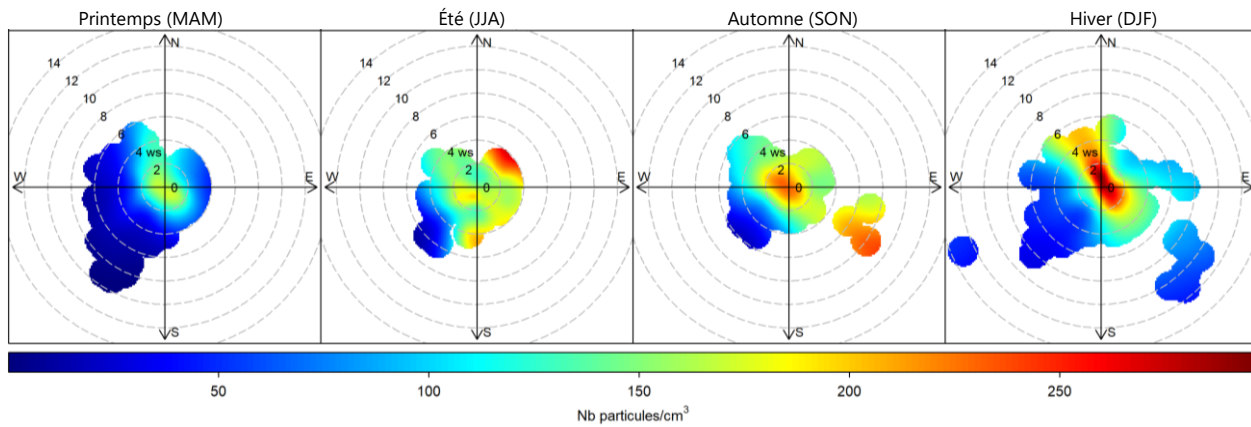 Printemps (MAM)
Été (JJA)
Automne (SON)
Hiver (DJF)
N
14
12
10
8
6
4 ws
2
0
W
E
S
N
14
12
10
8
6
4 ws
2
0
W
E
S
N
14
12
10
8
6
4 ws
2
0
W
E
S
N
14
12
10
8
6
4 ws
2
0
W
E
S
50
100
150
200
250
Nb particules/cm³